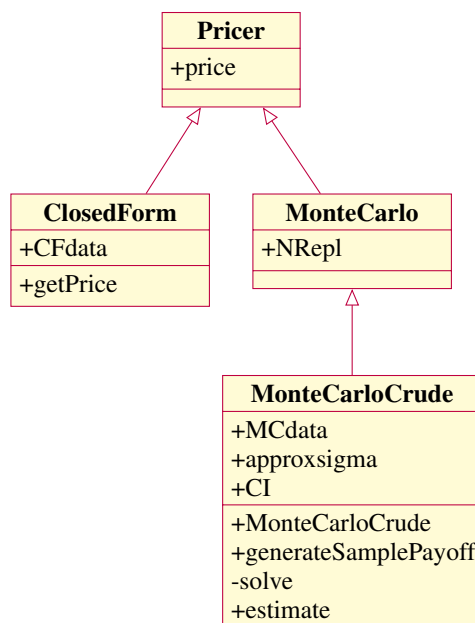 Pricer
+price
ClosedForm
+CFdata
+getPrice
MonteCarlo
+NRepl
MonteCarloCrude
+MCdata
+approxsigma
+CI
+MonteCarloCrude
+generateSamplePayoff
-solve
+estimate